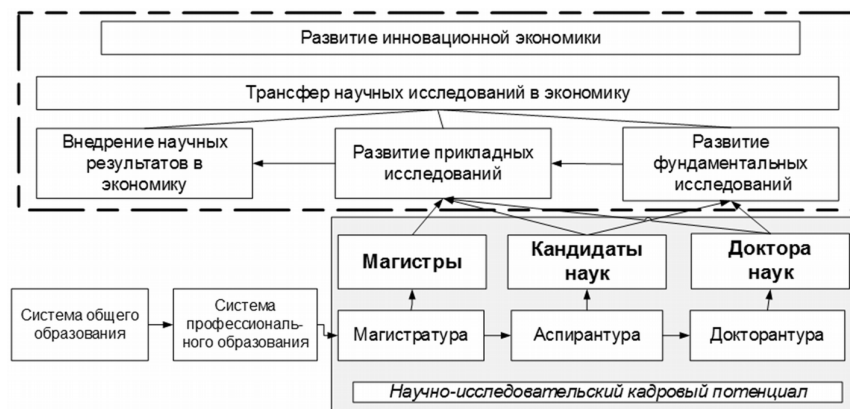 Развитие инновационной экономики
Трансфер научных исследований в экономику
Внедрение научных
результатов в
экономику
Развитие прикладных
исследований
Развитие
фундаментальных
исследований
Магистры
Кандидаты
наук
Доктора
наук
Система общего
образования
Система
профессиональ-
ного образования
Магистратура
Аспирантура
Докторантура
Научно-исследовательский кадровый потенциал